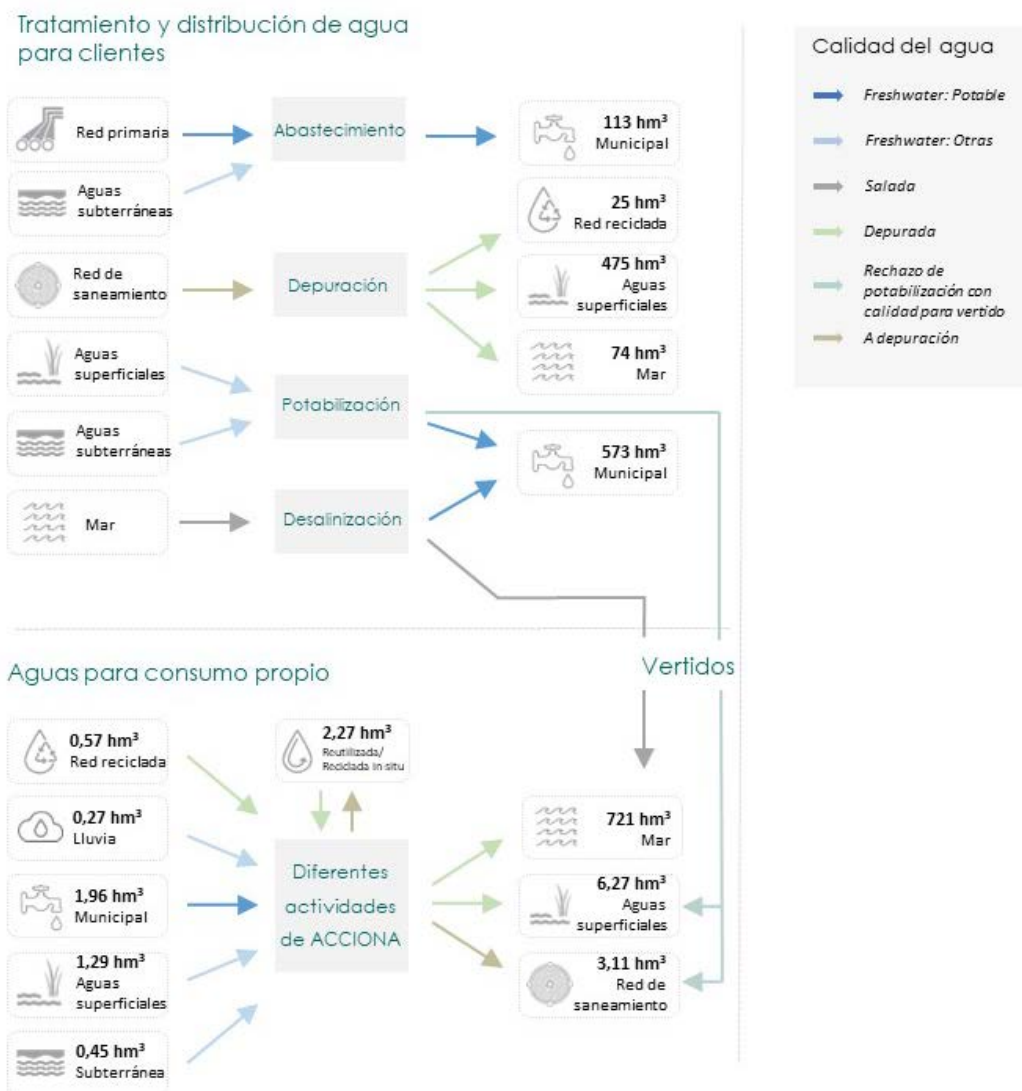 Tratamiento y distribución de agua
para clientes
Red primaria
Abastecimiento
113 hm³
Municipal
Aguas
subterráneas
25 hm³
Red reciclada
Red de
saneamiento
Depuración
475 hm³
Aguas
superficiales
Aguas
superficiales
74 hm³
Mar
Potabilización
Aguas
subterráneas
573 hm³
Municipal
Mar
Desalinización
Calidad del agua
Freshwater: Potable
Freshwater: Otras
Salada
Depurada
Rechazo de
potabilización con
calidad para vertido
A depuración
Aguas para consumo propio
Vertidos
0,57 hm³
Red reciclada
2,27 hm³
Reutilizada/
Reciclada in situ
0,27 hm³
Lluvia
1,96 hm³
Municipal
1,29 hm³
Aguas
superficiales
0,45 hm³
Subterránea
Diferentes
actividades
de ACCIONA
721 hm³
Mar
6,27 hm³
Aguas
superficiales
3,11 hm³
Red de
saneamiento